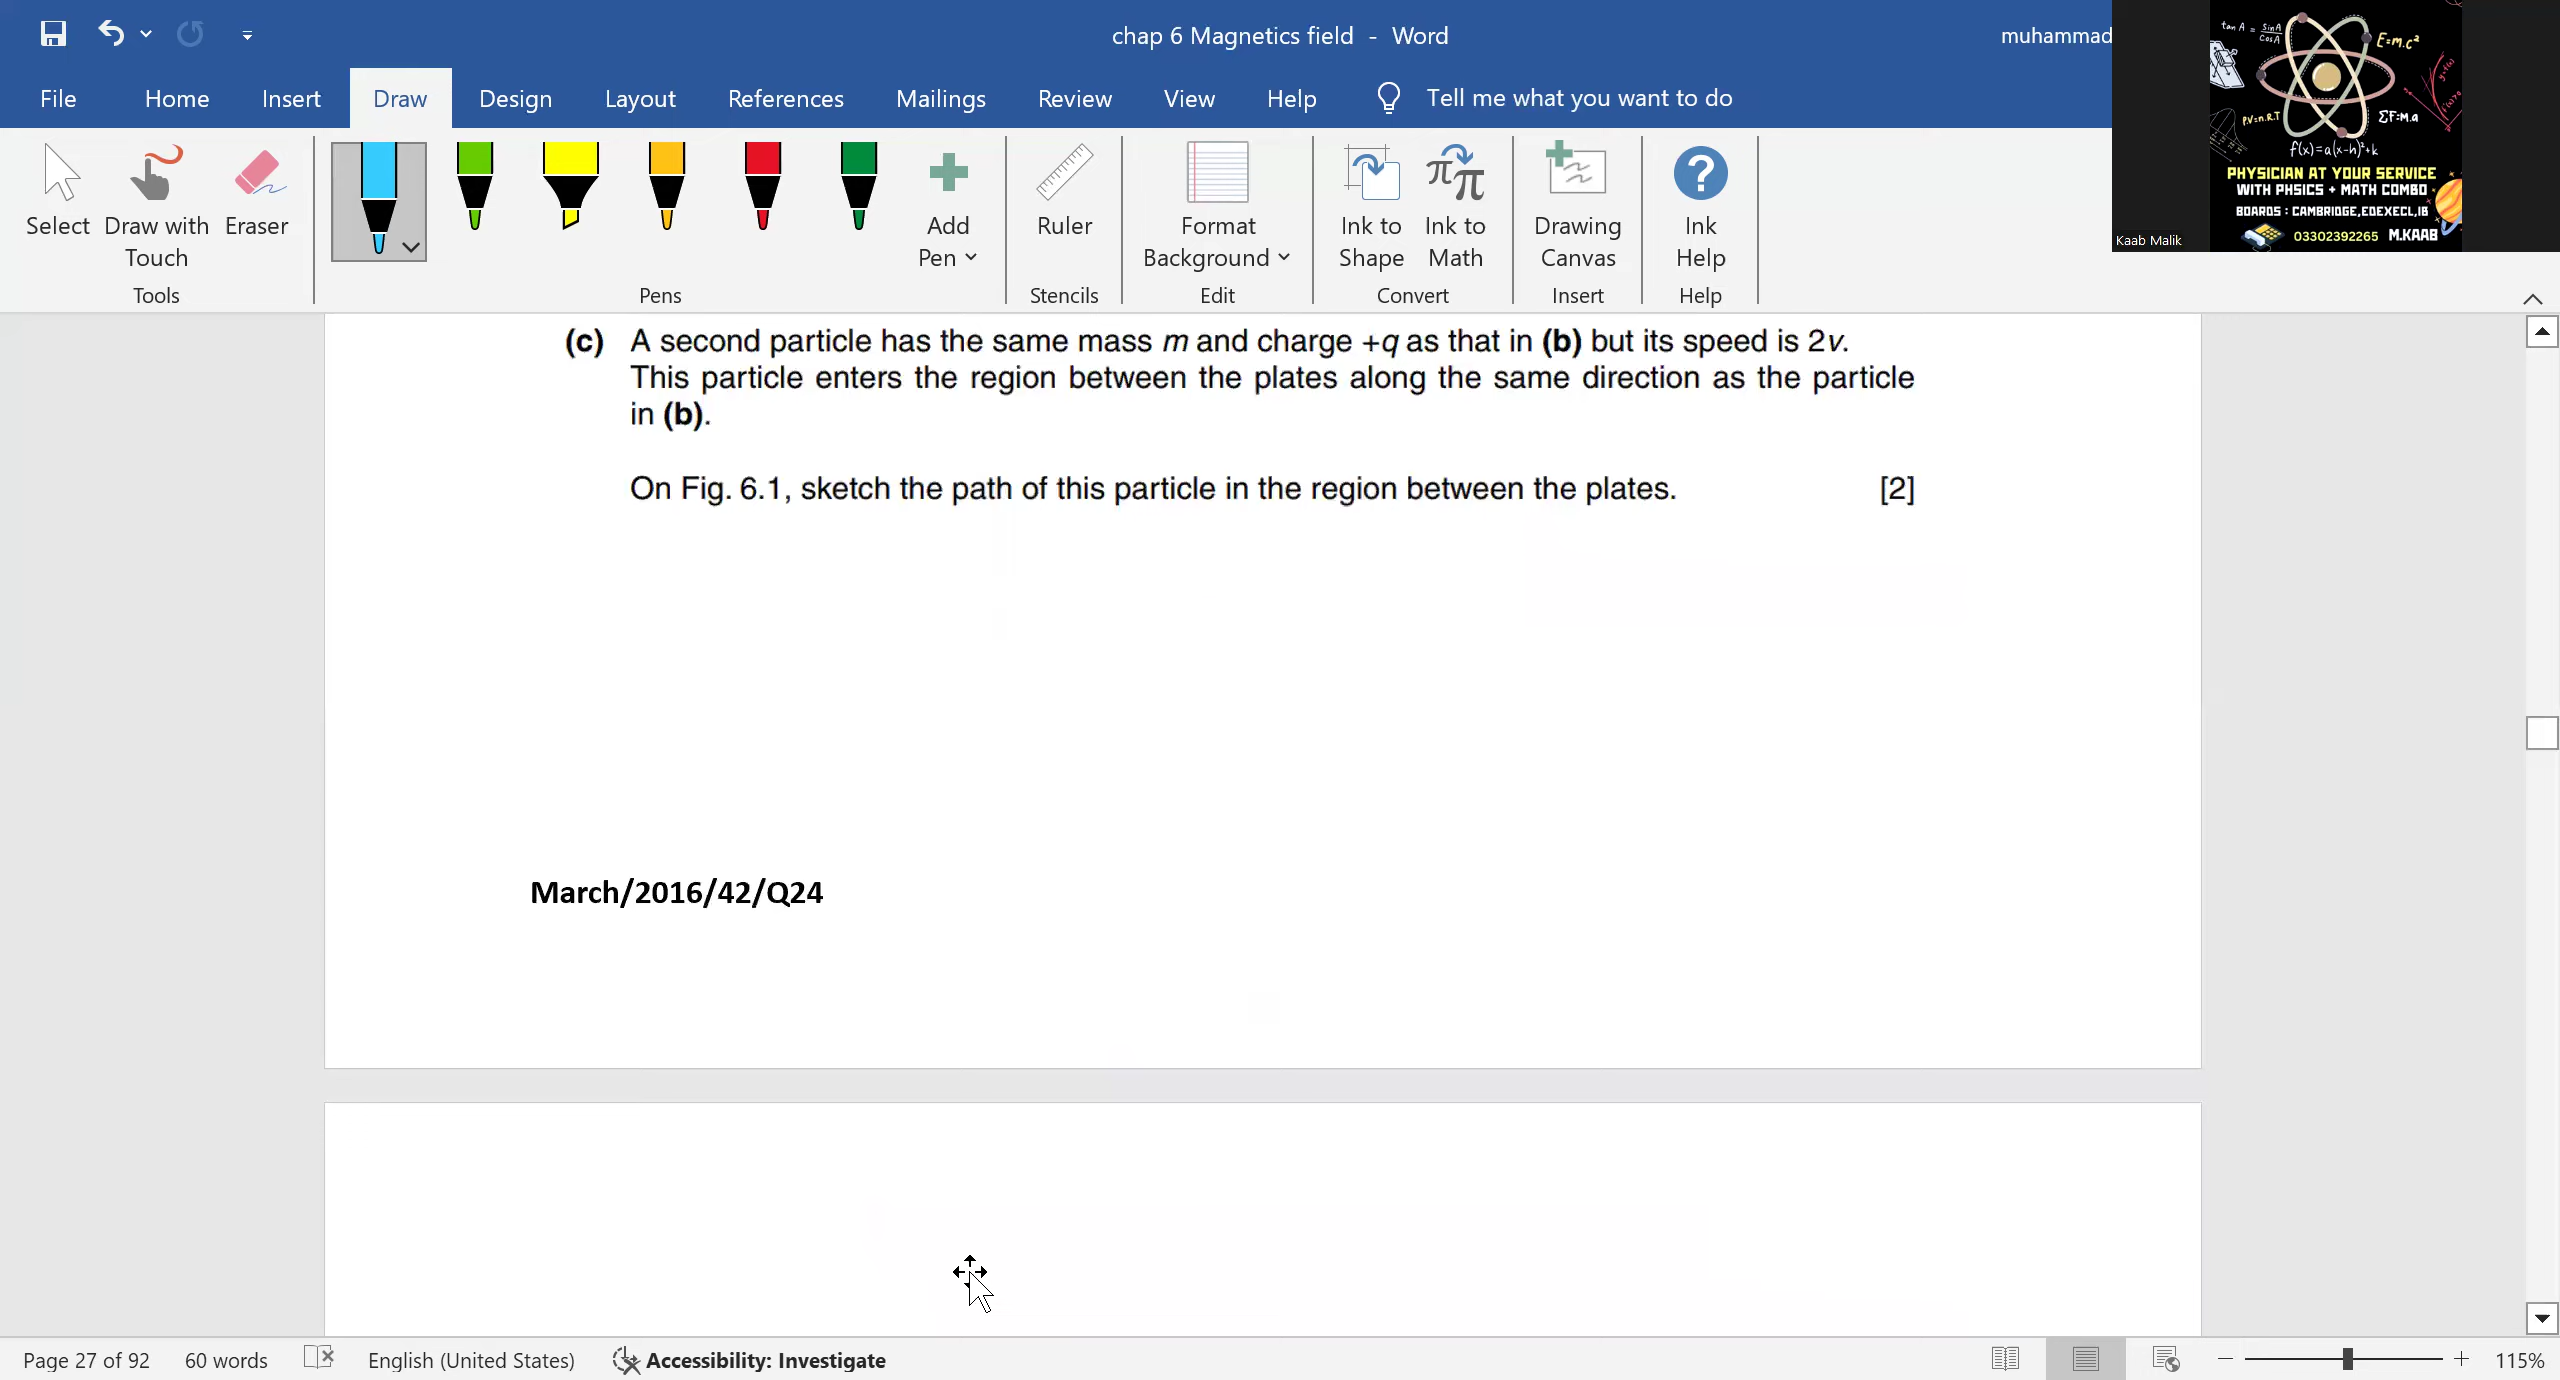 chap 6 Magnetics field - Word
muhammad
File Home Insert Draw Design Layout References Mailings Review View Help Tell me what you want to do
Select Draw with Touch Eraser
Tools
Add Pen
Pens
Ruler
Stencils
Format Background
Edit
Ink to Shape Ink to Math
Convert
Drawing Canvas
Insert
Ink Help
Help
tan A = sinA/CosA
E=m.c²
P.V=n.R.T
ΣF=M.a
f(x)=a(x-h)²+k
PHYSICIAN AT YOUR SERVICE
WITH PHSICS + MATH COMBO
BOARDS : CAMBRIDGE,EDEXECL,IB
03302392265 M.KAAB
Kaab Malik
(c) A second particle has the same mass m and charge +q as that in (b) but its speed is 2v.
This particle enters the region between the plates along the same direction as the particle
in (b).
On Fig. 6.1, sketch the path of this particle in the region between the plates. [2]
March/2016/42/Q24
Page 27 of 92 60 words English (United States) Accessibility: Investigate 115%